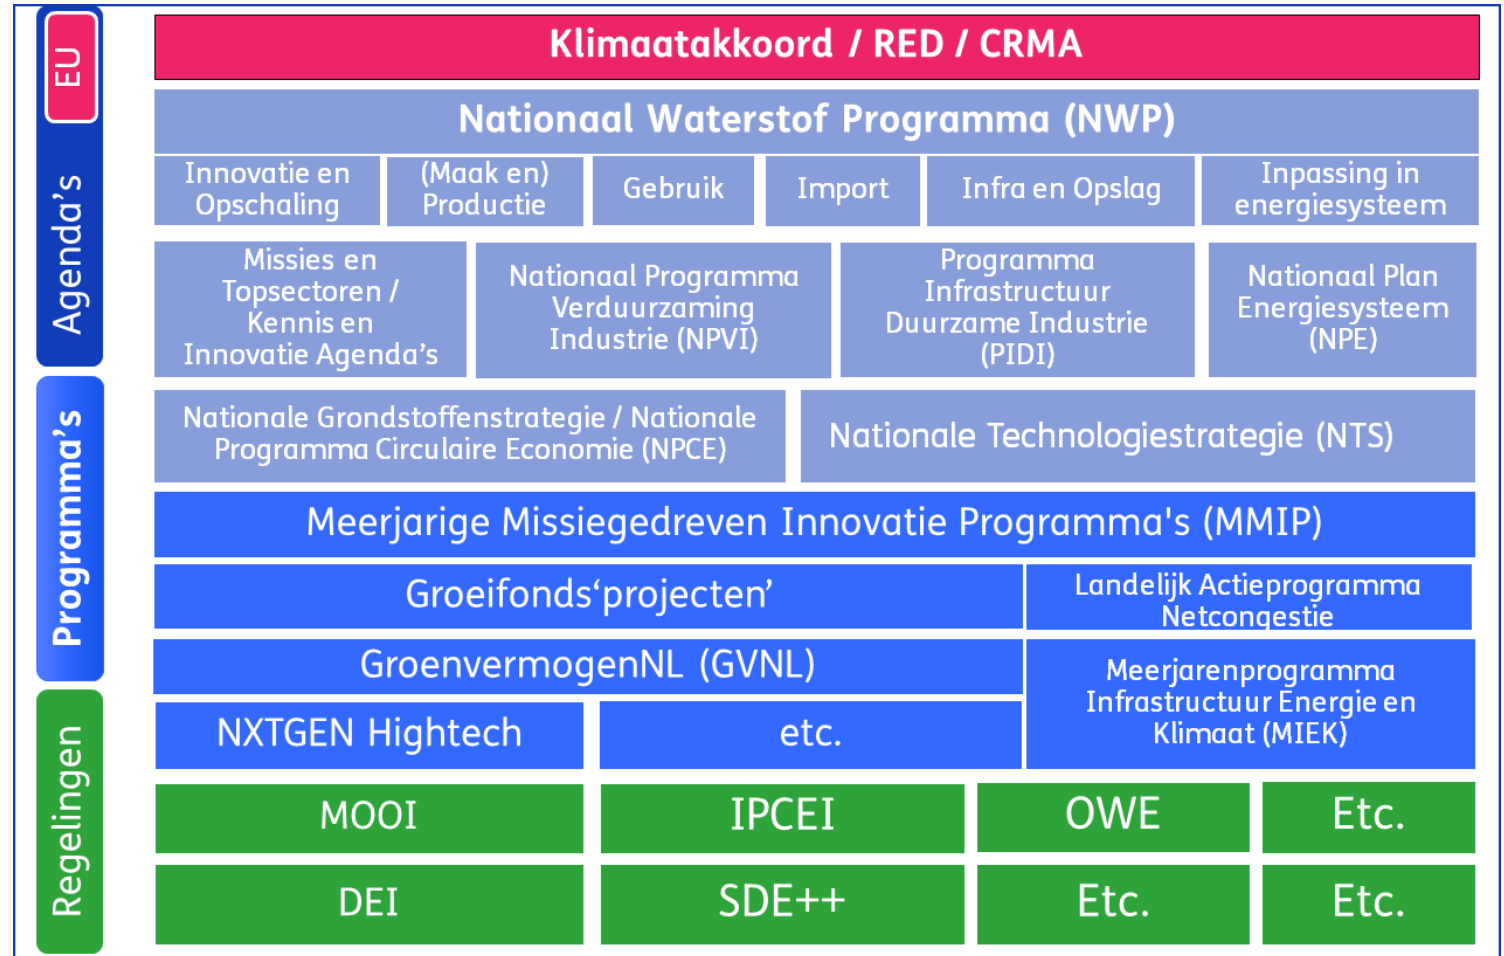 EU
Agenda's
Programma's
Regelingen
Klimaatakkoord / RED / CRMA
Nationaal Waterstof Programma (NWP)
Innovatie en
Opschaling
(Maak en)
Productie
Gebruik
Import
Infra en Opslag
Inpassing in
energiesysteem
Missies en
Topsectoren /
Kennis en
Innovatie Agenda's
Nationaal Programma
Verduurzaming
Industrie (NPVI)
Programma
Infrastructuur
Duurzame Industrie
(PIDI)
Nationaal Plan
Energiesysteem
(NPE)
Nationale Grondstoffenstrategie / Nationale
Programma Circulaire Economie (NPCE)
Nationale Technologiestrategie (NTS)
Meerjarige Missiegedreven Innovatie Programma's (MMIP)
Groeifonds‘projecten’
Landelijk Actieprogramma
Netcongestie
GroenvermogenNL (GVNL)
Meerjarenprogramma
Infrastructuur Energie en
Klimaat (MIEK)
NXTGEN Hightech
etc.
MOOI
IPCEI
OWE
Etc.
DEI
SDE++
Etc.
Etc.